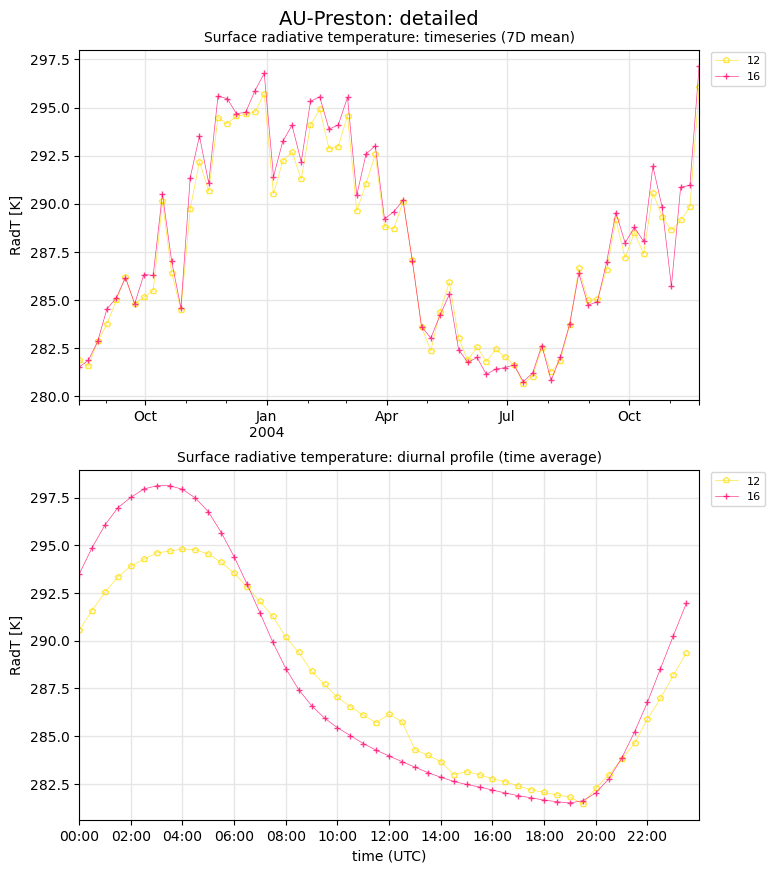 AU-Preston: detailed
Surface radiative temperature: timeseries (7D mean)
297.5
295.0
292.5
290.0
287.5
285.0
282.5
280.0
RadT [K]
Oct
Jan
2004
Apr
Jul
Oct
12
16
Surface radiative temperature: diurnal profile (time average)
297.5
295.0
292.5
290.0
287.5
285.0
282.5
RadT [K]
00:00
02:00
04:00
06:00
08:00
10:00
12:00
14:00
16:00
18:00
20:00
22:00
time (UTC)
12
16